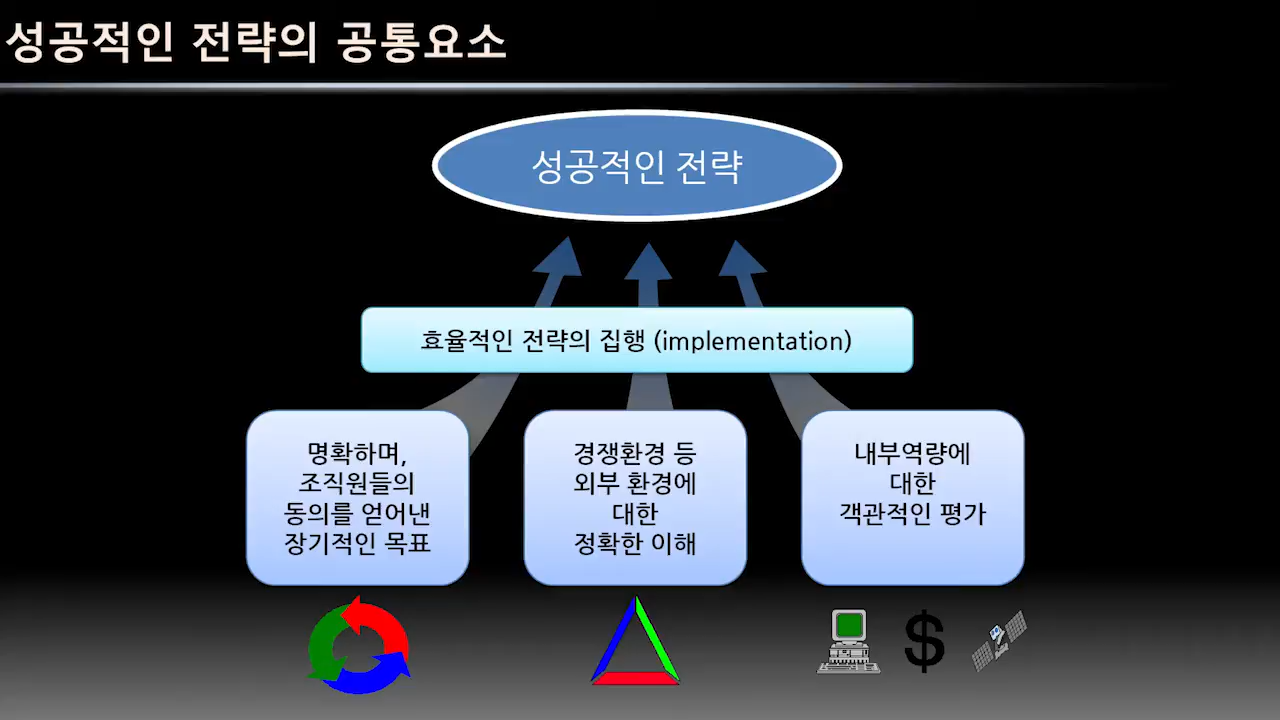 성공적인 전략의 공통요소
성공적인 전략
효율적인 전략의 집행 (implementation)
명확하며,
조직원들의
동의를 얻어낸
장기적인 목표
경쟁환경 등
외부 환경에
대한
정확한 이해
내부역량에
대한
객관적인 평가
$